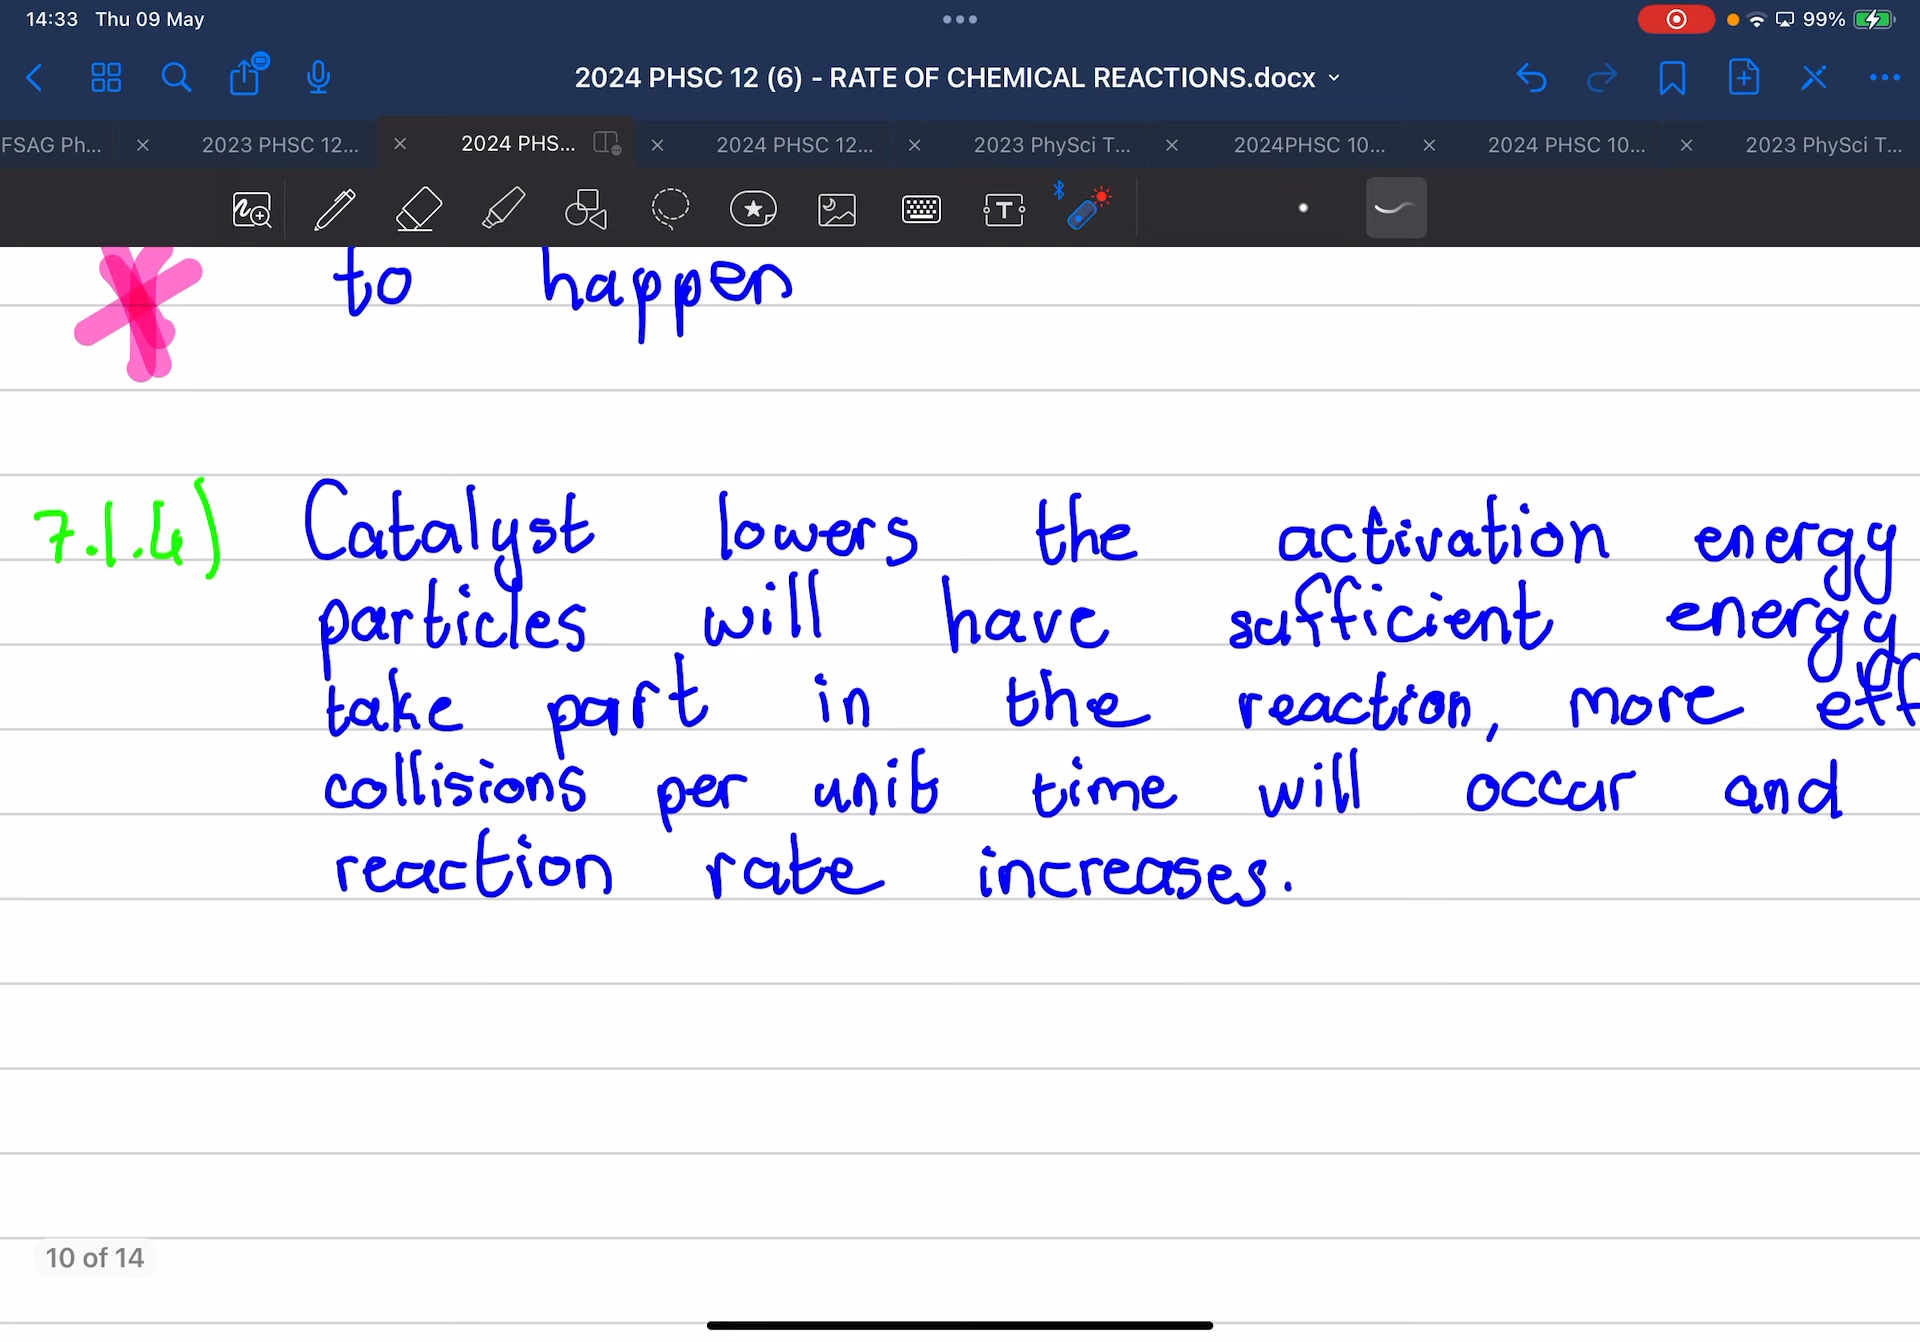 14:33 Thu 09 May
99%
2024 PHSC 12 (6) - RATE OF CHEMICAL REACTIONS.docx
FSAG Ph... 2023 PHSC 12... 2024 PHS... 2024 PHSC 12... 2023 PhySci T... 2024PHSC 10... 2024 PHSC 10... 2023 PhySci T...
to happen
7.1.4) Catalyst lowers the activation energy
particles will have sufficient energy
take part in the reaction, more eff
collisions per unit time will occur and
reaction rate increases.
10 of 14